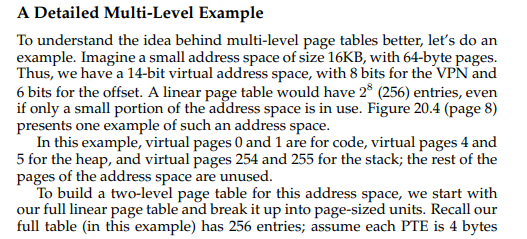 A Detailed Multi-Level Example
To understand the idea behind multi-level page tables better, let's do an
example. Imagine a small address space of size 16KB, with 64-byte pages.
Thus, we have a 14-bit virtual address space, with 8 bits for the VPN and
6 bits for the offset. A linear page table would have 2⁸ (256) entries, even
if only a small portion of the address space is in use. Figure 20.4 (page 8)
presents one example of such an address space.
In this example, virtual pages 0 and 1 are for code, virtual pages 4 and
5 for the heap, and virtual pages 254 and 255 for the stack; the rest of the
pages of the address space are unused.
To build a two-level page table for this address space, we start with
our full linear page table and break it up into page-sized units. Recall our
full table (in this example) has 256 entries; assume each PTE is 4 bytes